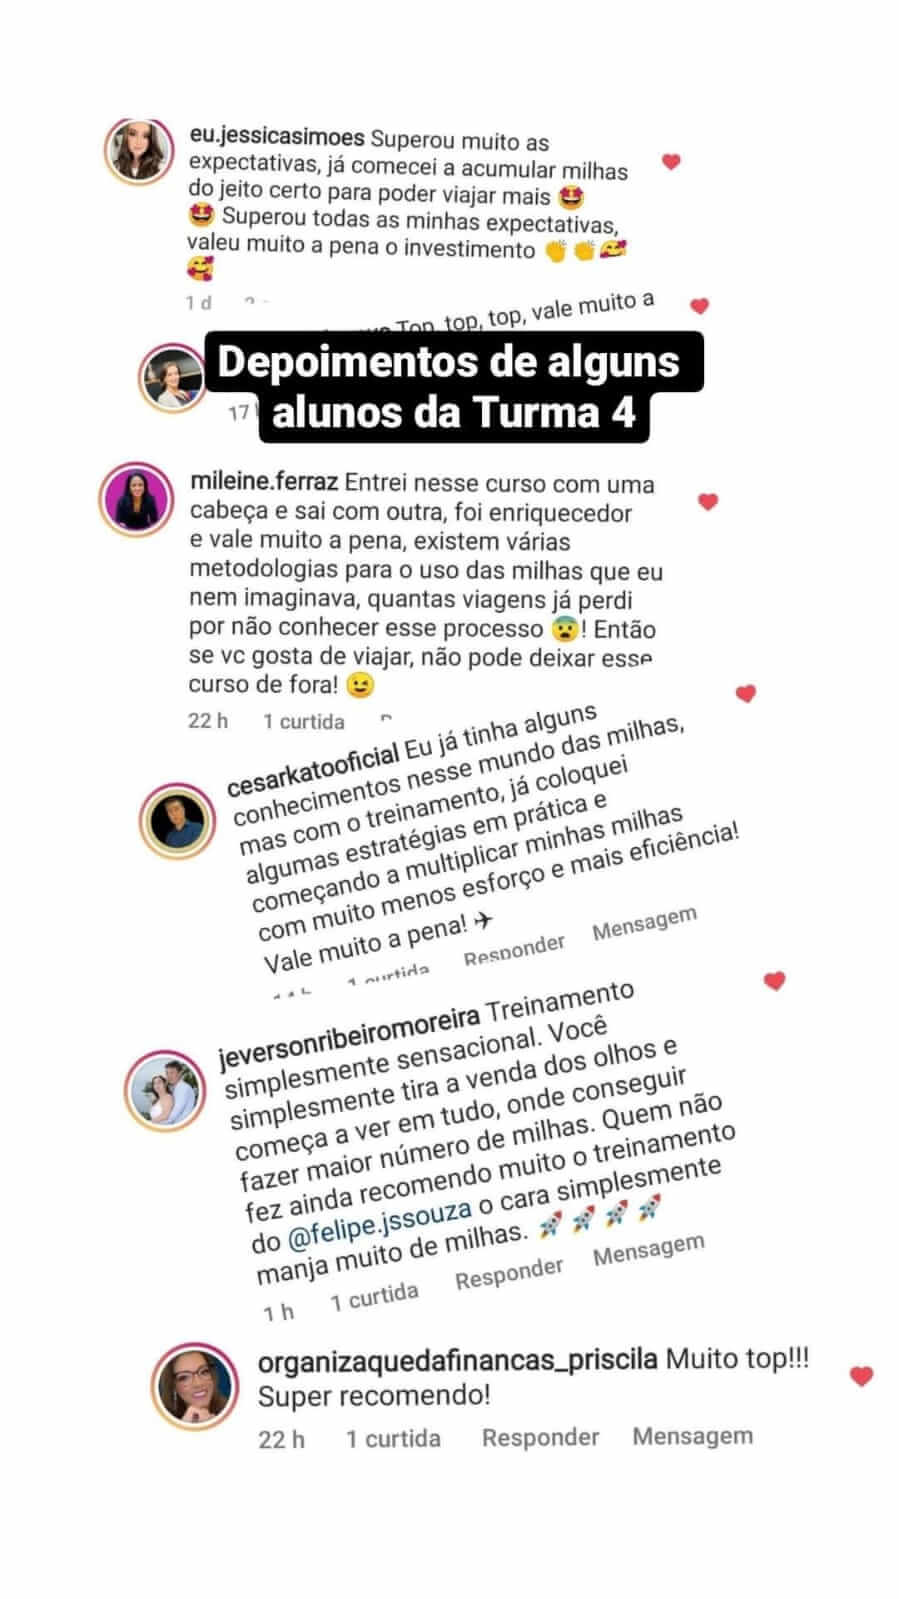 eu.jessicasimoes Superou muito as
expectativas, já comecei a acumular milhas
do jeito certo para poder viajar mais 🤩
🤩 Superou todas as minhas expectativas,
valeu muito a pena o investimento 👏 👏 🥰
🥰
1 d
Top, top, top, vale muito a
Depoimentos de alguns
alunos da Turma 4
17
mileine.ferraz Entrei nesse curso com uma
cabeça e sai com outra, foi enriquecedor
e vale muito a pena, existem várias
metodologias para o uso das milhas que eu
nem imaginava, quantas viagens já perdi
por não conhecer esse processo 😨! Então
se vc gosta de viajar, não pode deixar esse
curso de fora! 😉
22 h 1 curtida
cesarkatooficial Eu já tinha alguns
conhecimentos nesse mundo das milhas,
mas com o treinamento, já coloquei
algumas estratégias em prática e
começando a multiplicar minhas milhas
com muito menos esforço e mais eficiência!
Vale muito a pena! ✈
1 curtida Responder Mensagem
jeversonribeiromoreira Treinamento
simplesmente sensacional. Você
simplesmente tira a venda dos olhos e
começa a ver em tudo, onde conseguir
fazer maior número de milhas. Quem não
fez ainda recomendo muito o treinamento
do @felipe.jssouza o cara simplesmente
manja muito de milhas. 🚀 🚀 🚀 🚀
1 h 1 curtida Responder Mensagem
organizaquedafinancas_priscila Muito top!!!
Super recomendo!
22 h 1 curtida Responder Mensagem